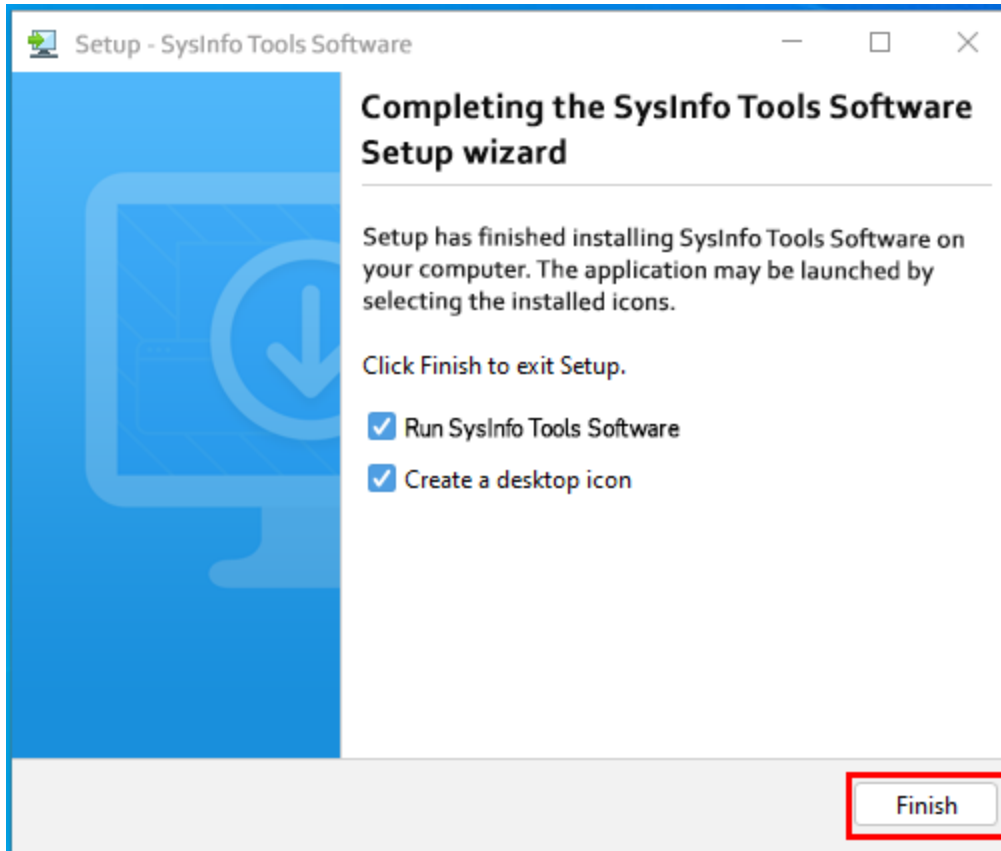 Setup - SysInfo Tools Software
Completing the SysInfo Tools Software
Setup wizard
Setup has finished installing SysInfo Tools Software on
your computer. The application may be launched by
selecting the installed icons.
Click Finish to exit Setup.
Run SysInfo Tools Software
Create a desktop icon
Finish